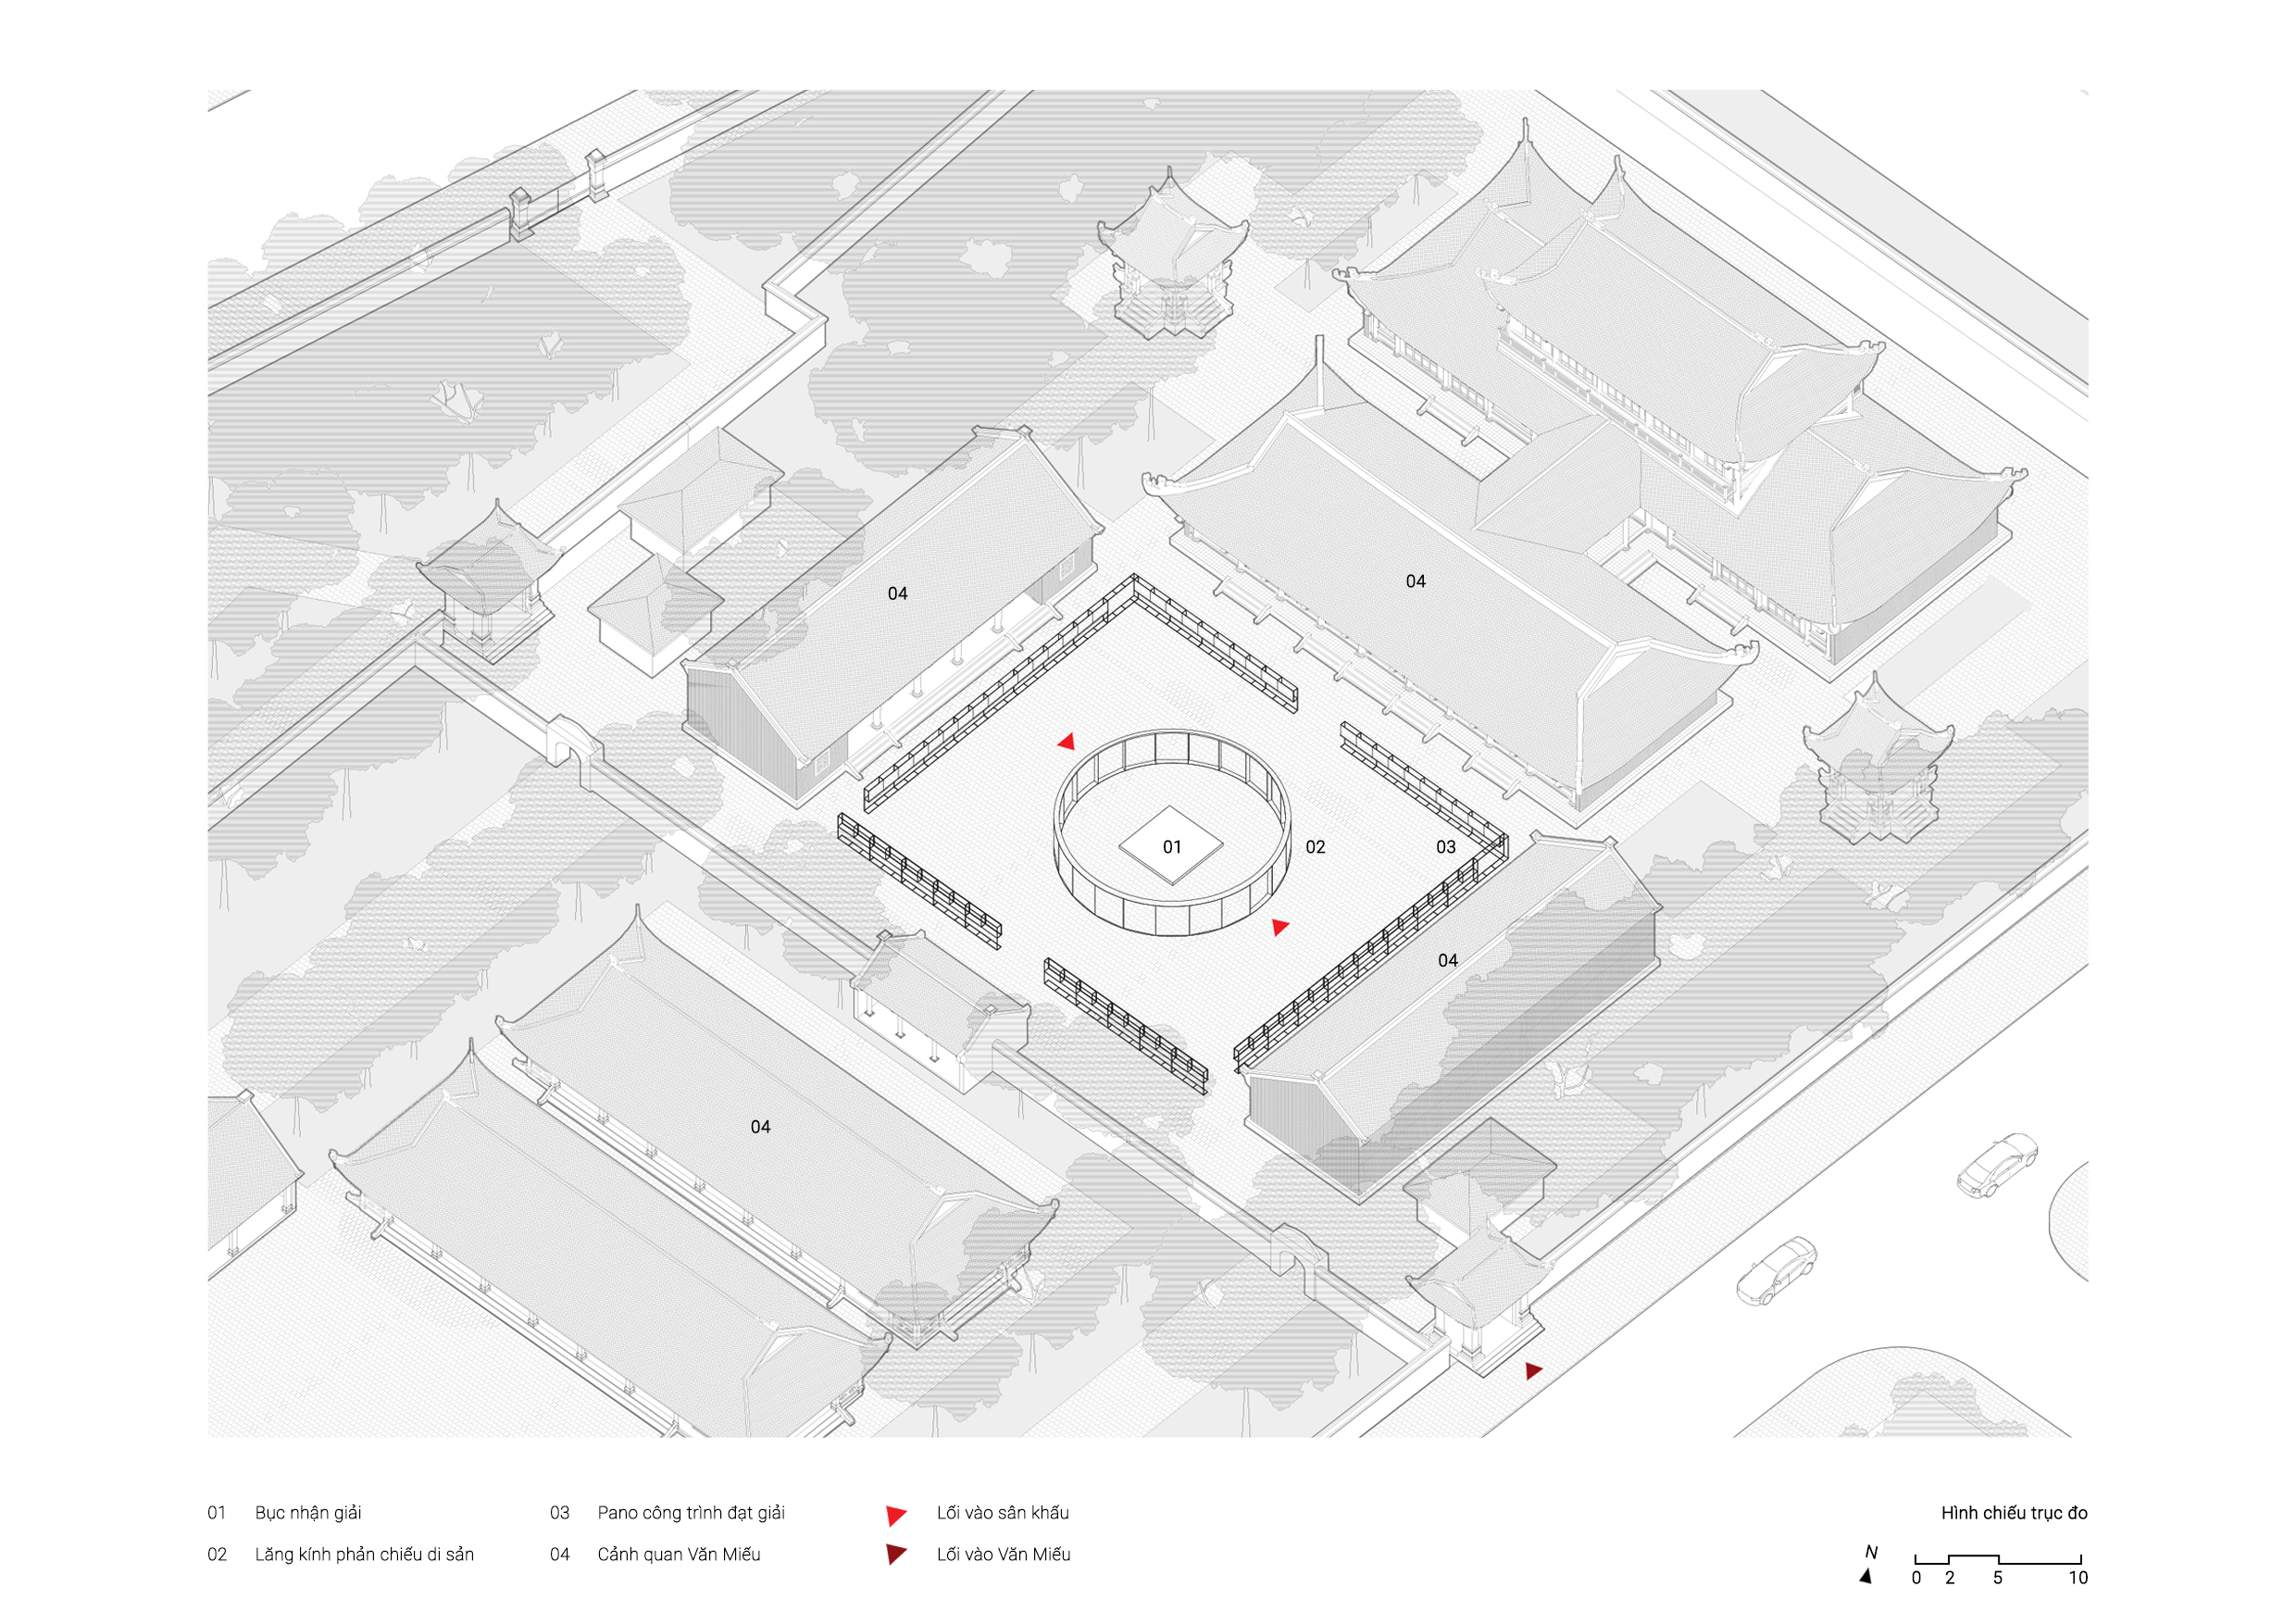 04
04
01
02
03
04
04
01 Bục nhận giải
02 Lăng kính phản chiếu di sản
03 Pano công trình đạt giải
04 Cảnh quan Văn Miếu
Lối vào sân khấu
Lối vào Văn Miếu
Hình chiếu trục đo
N
0 2 5 10